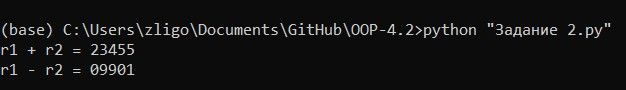 (base) C:\Users\zligo\Documents\GitHub\OOP-4.2>python "Задание 2.py"
r1 + r2 = 23455
r1 - r2 = 09901